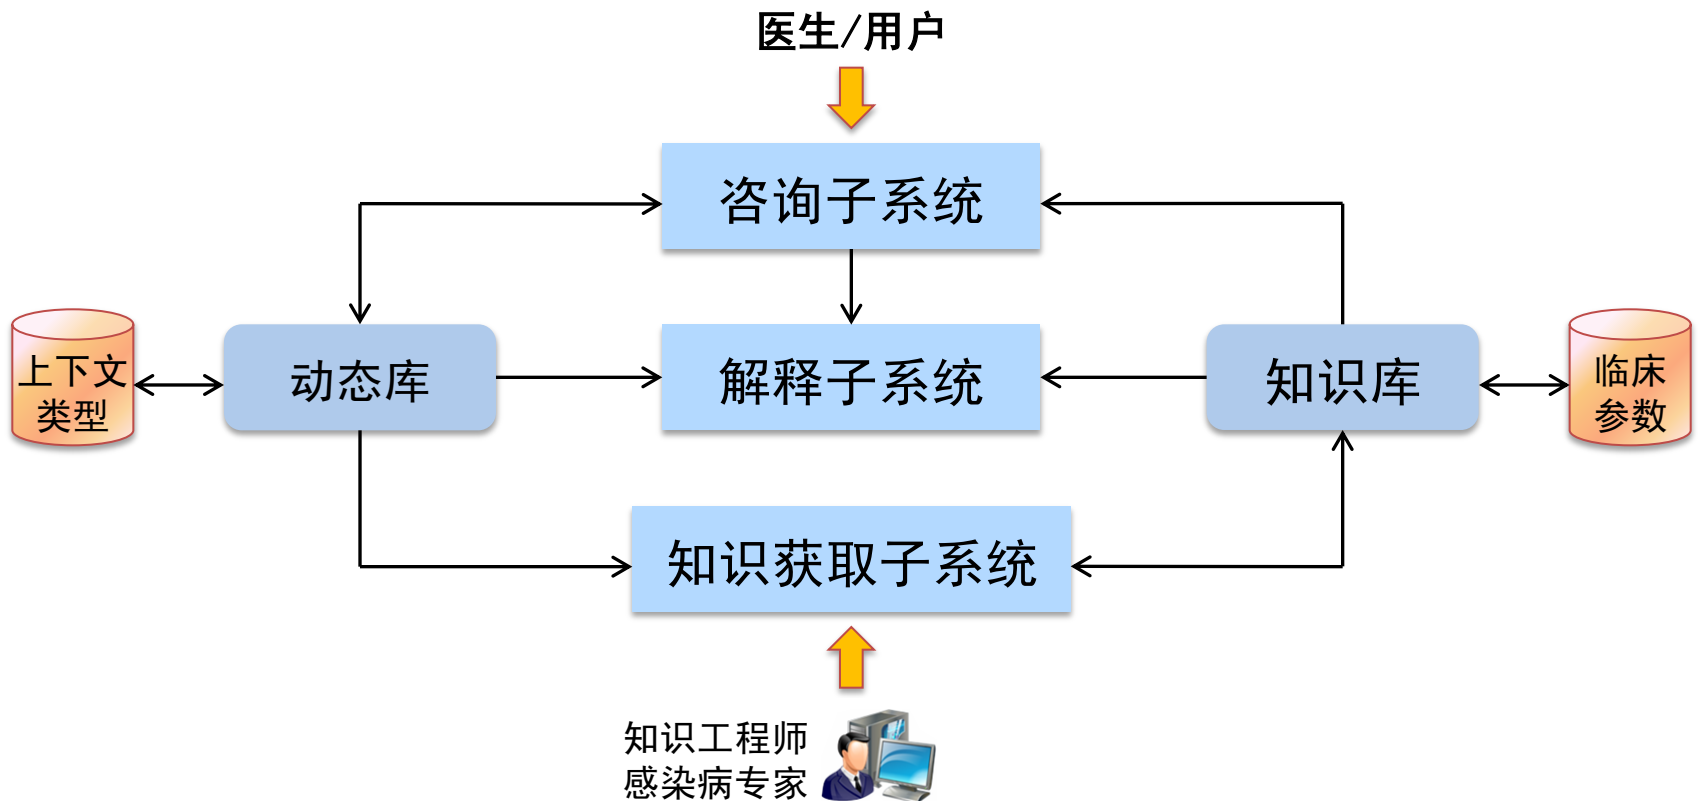 医生/用户
咨询子系统
上下文
类型
动态库
解释子系统
知识库
临床
参数
知识获取子系统
知识工程师
感染病专家